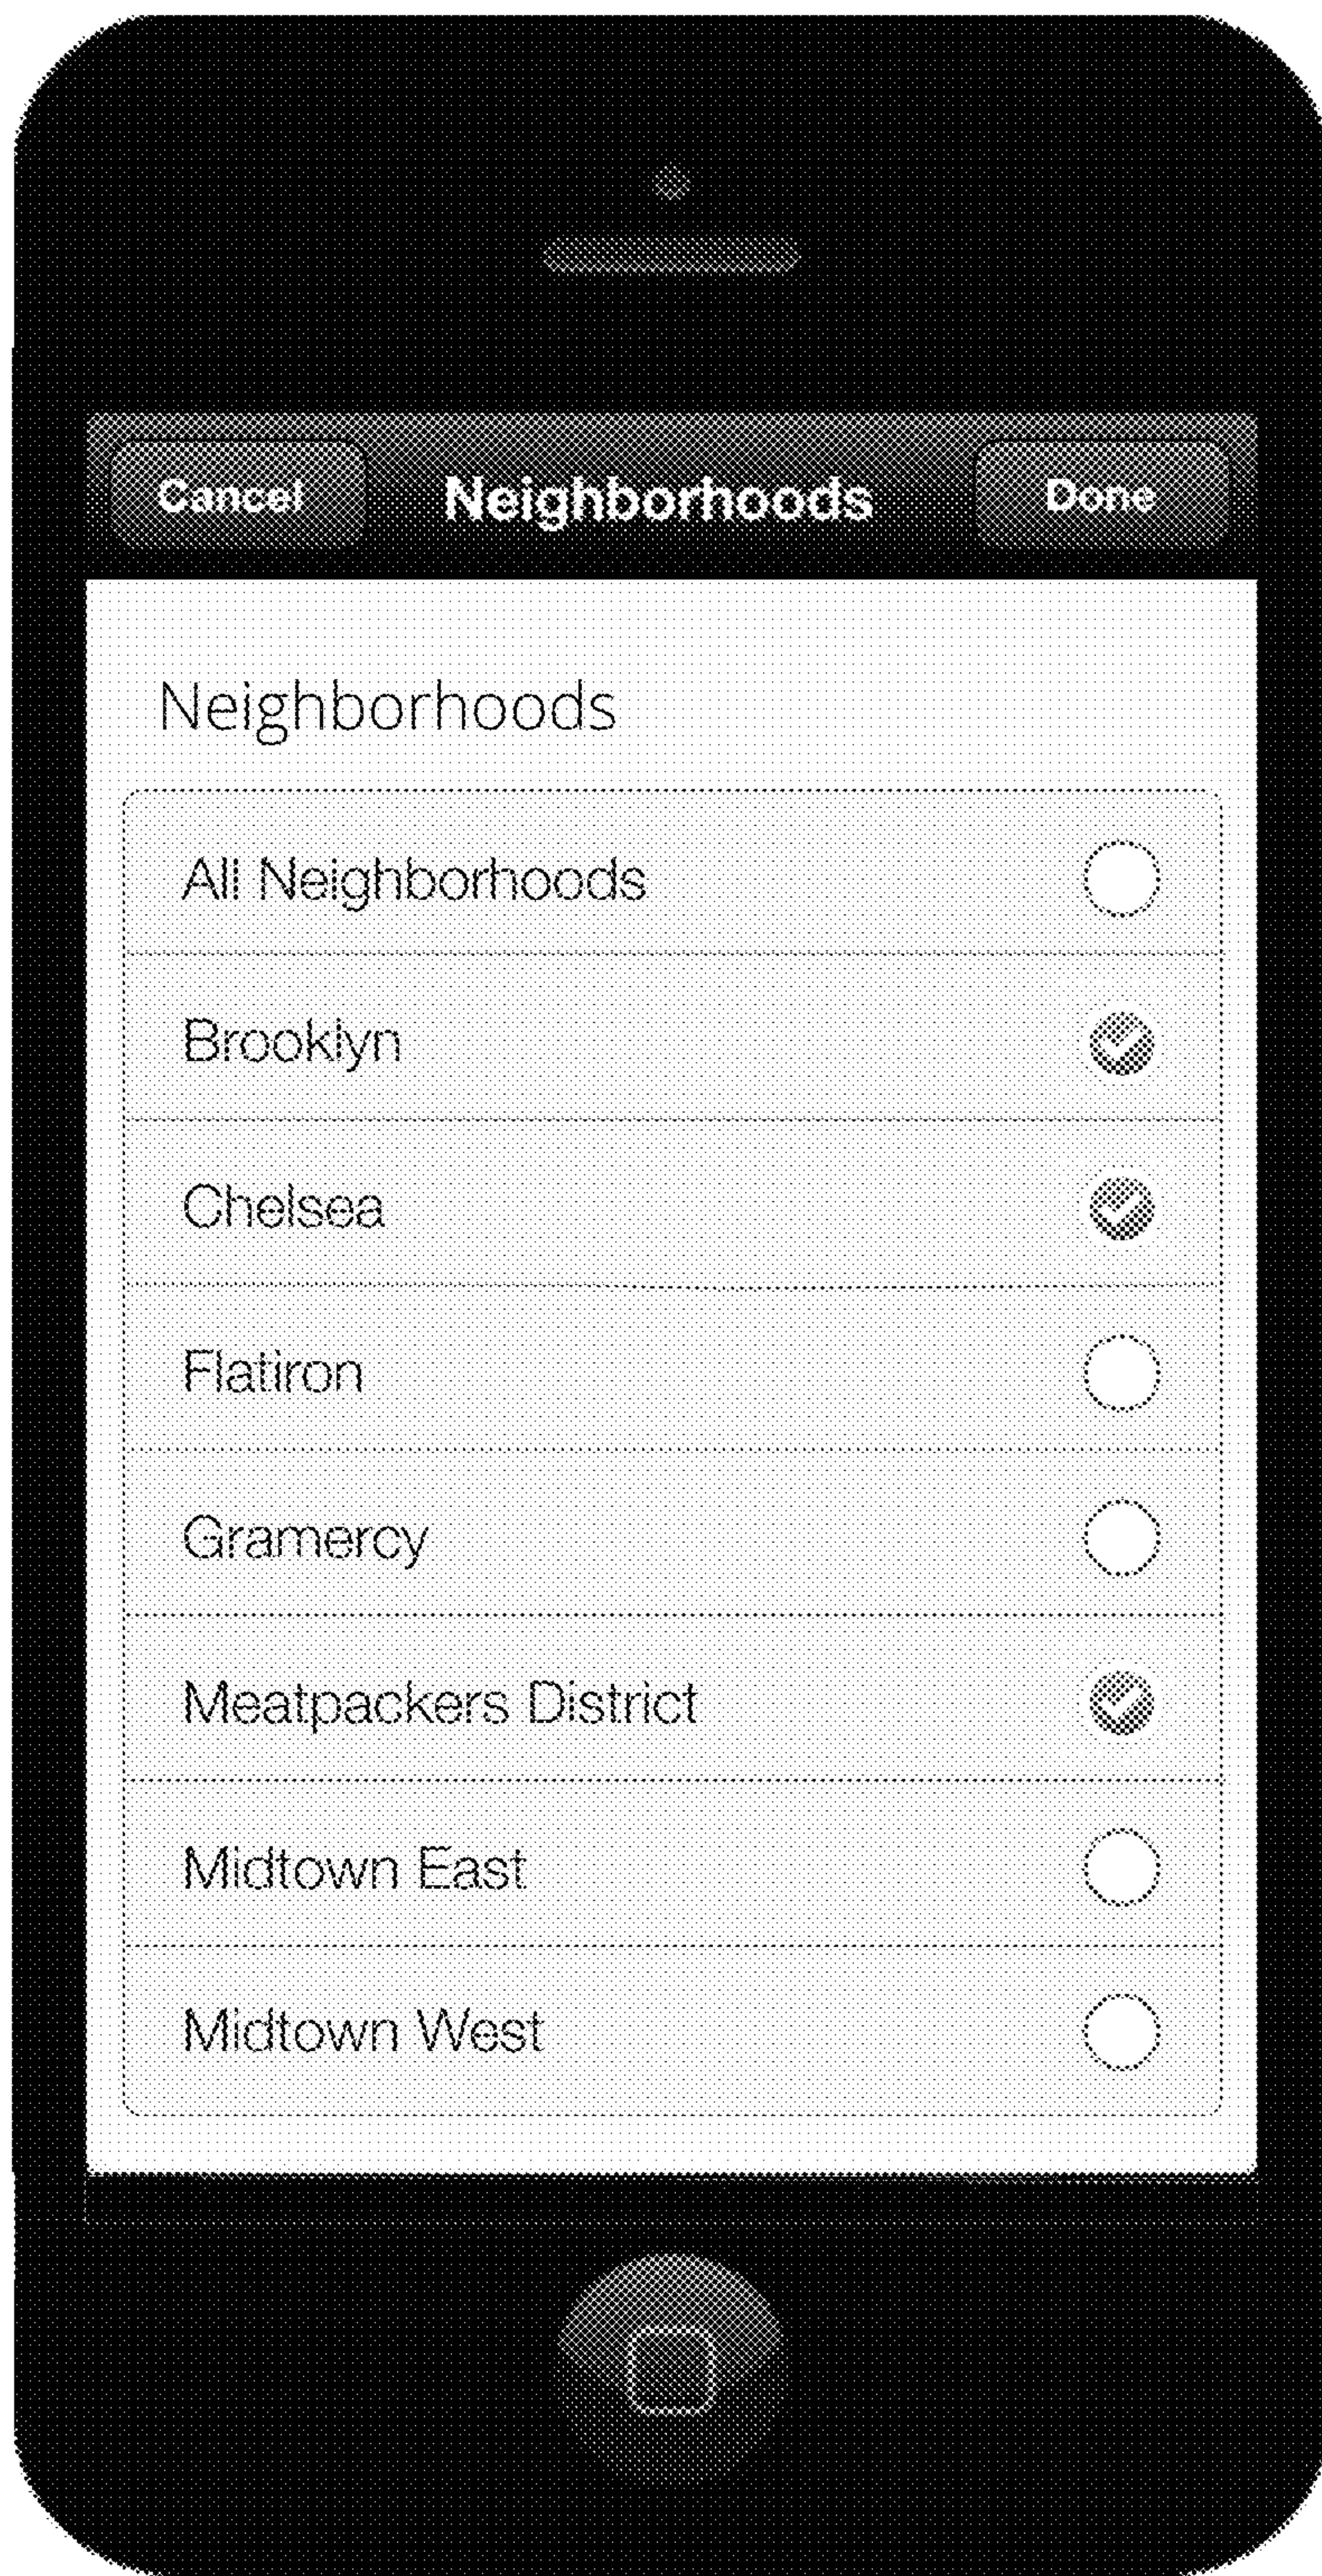 Cancel Neighborhoods Done
Neighborhoods
All Neighborhoods
Brooklyn
Chelsea
Flatiron
Gramercy
Meatpackers District
Midtown East
Midtown West